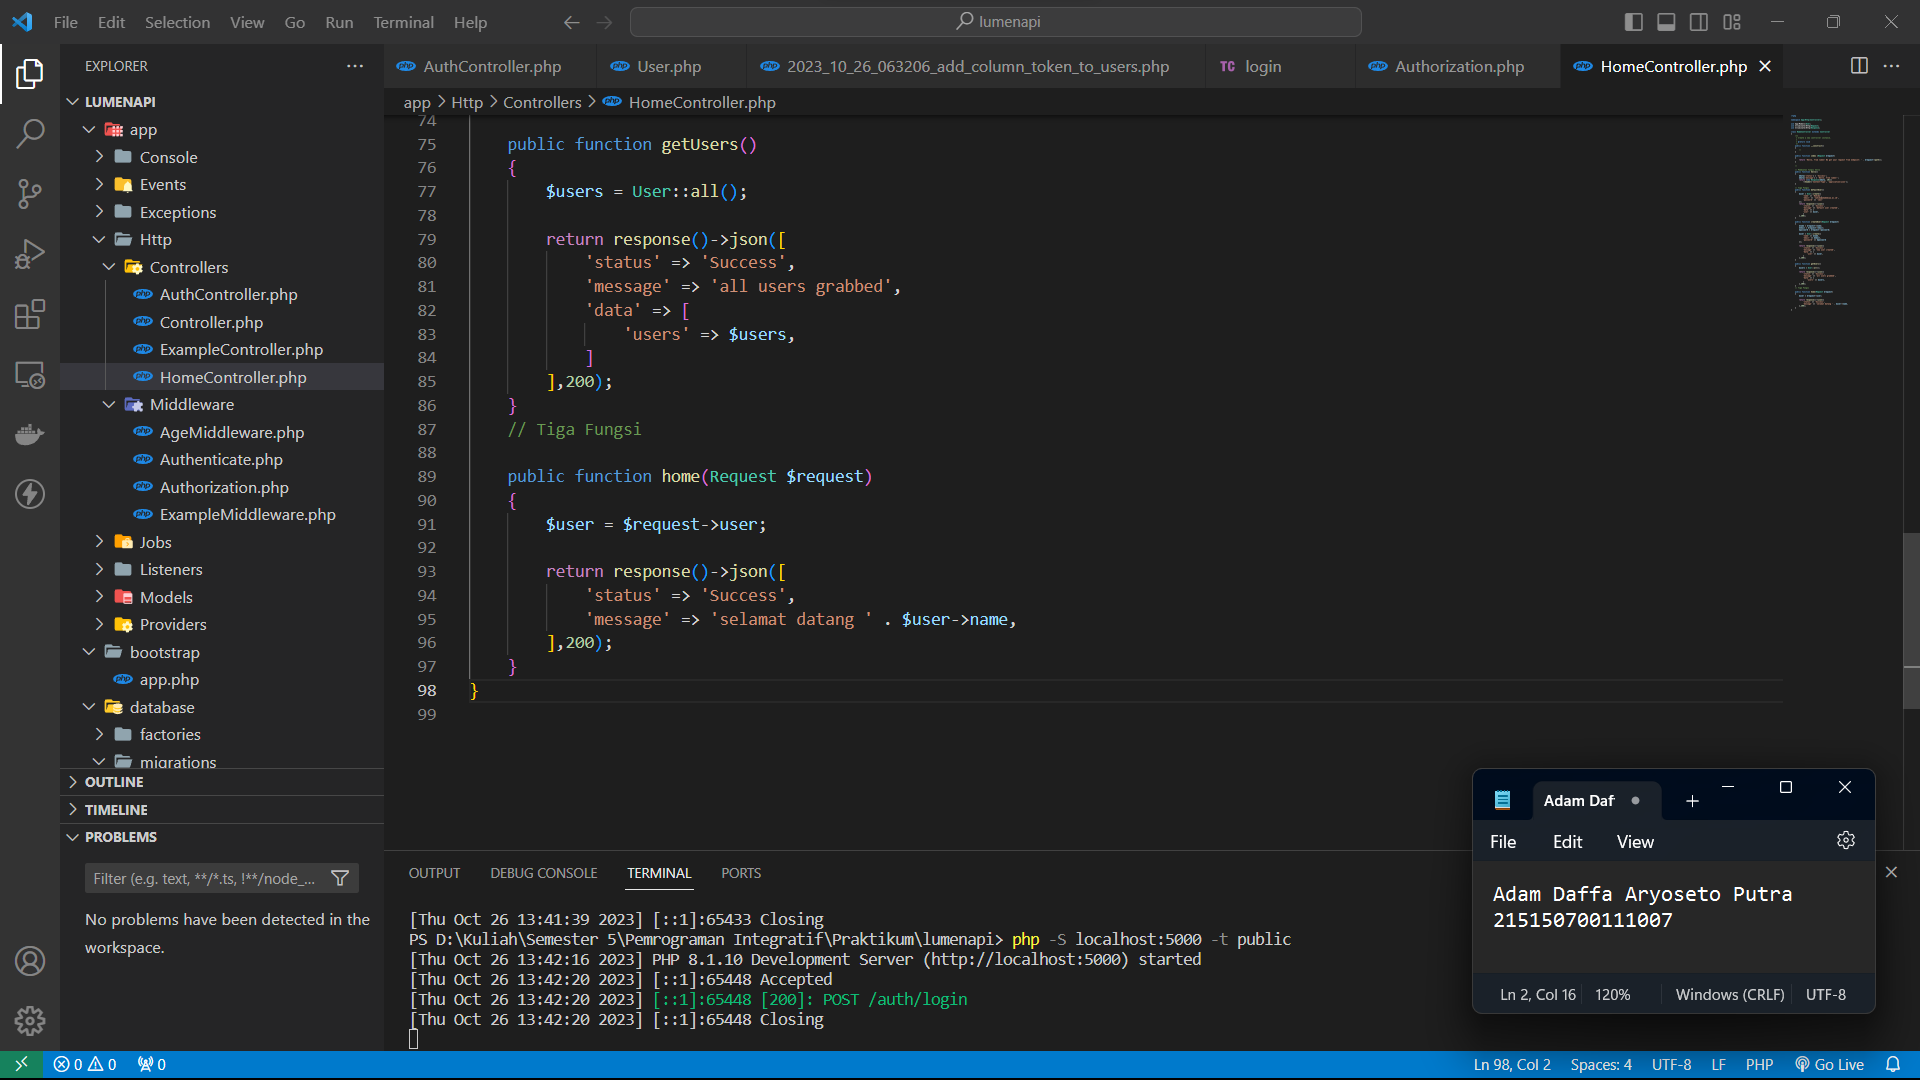 File Edit Selection View Go Run Terminal Help
lumenapi
EXPLORER
LUMENAPI
app
Console
Events
Exceptions
Http
Controllers
AuthController.php
Controller.php
ExampleController.php
HomeController.php
Middleware
AgeMiddleware.php
Authenticate.php
Authorization.php
ExampleMiddleware.php
Jobs
Listeners
Models
Providers
bootstrap
app.php
database
factories
migrations
OUTLINE
TIMELINE
PROBLEMS
Filter (e.g. text, **/*.ts, !**/node_...
No problems have been detected in the
workspace.
AuthController.php User.php 2023_10_26_063206_add_column_token_to_users.php TC login Authorization.php HomeController.php
app > Http > Controllers > HomeController.php
74
75 public function getUsers()
76 {
77 $users = User::all();
78
79 return response()->json([
80 'status' => 'Success',
81 'message' => 'all users grabbed',
82 'data' => [
83 'users' => $users,
84 ]
85 ],200);
86 }
87 // Tiga Fungsi
88
89 public function home(Request $request)
90 {
91 $user = $request->user;
92
93 return response()->json([
94 'status' => 'Success',
95 'message' => 'selamat datang ' . $user->name,
96 ],200);
97 }
98 }
99
OUTPUT DEBUG CONSOLE TERMINAL PORTS
[Thu Oct 26 13:41:39 2023] [::1]:65433 Closing
PS D:\Kuliah\Semester 5\Pemrograman Integratif\Praktikum\lumenapi> php -S localhost:5000 -t public
[Thu Oct 26 13:42:16 2023] PHP 8.1.10 Development Server (http://localhost:5000) started
[Thu Oct 26 13:42:20 2023] [::1]:65448 Accepted
[Thu Oct 26 13:42:20 2023] [::1]:65448 [200]: POST /auth/login
[Thu Oct 26 13:42:20 2023] [::1]:65448 Closing
Adam Daf
File Edit View
Adam Daffa Aryoseto Putra
215150700111007
Ln 2, Col 16 120% Windows (CRLF) UTF-8
0 0 0 Ln 98, Col 2 Spaces: 4 UTF-8 LF PHP Go Live